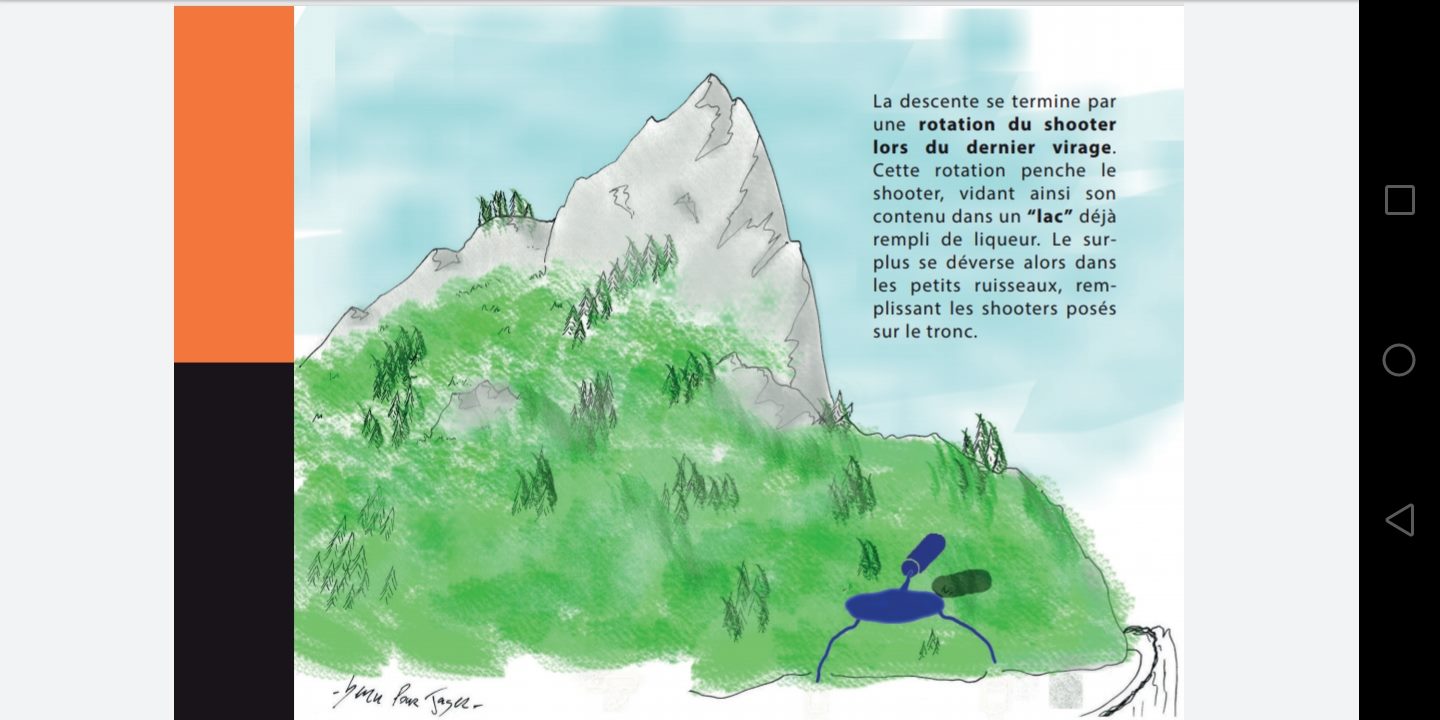 La descente se termine par
une rotation du shooter
lors du dernier virage.
Cette rotation penche le
shooter, vidant ainsi son
contenu dans un “lac” déjà
rempli de liqueur. Le sur-
plus se déverse alors dans
les petits ruisseaux, rem-
plissant les shooters posés
sur le tronc.
Pour Jager